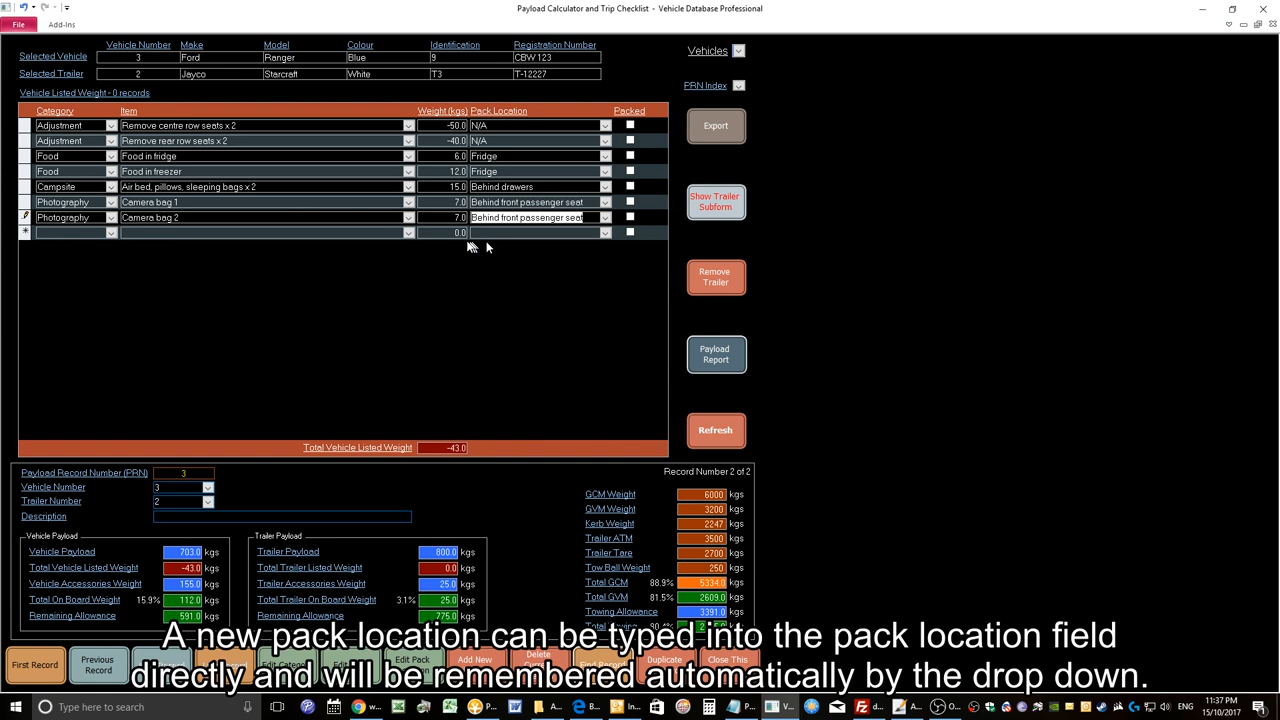 Payload Calculator and Trip Checklist - Vehicle Database Professional
File Add-Ins
Vehicle Number Make Model Colour Identification Registration Number
Selected Vehicle 3 Ford Ranger Blue 9 CBW 123
Selected Trailer 2 Jayco Starcraft White T3 T-12227
Vehicles
PRN Index
Vehicle Listed Weight - 0 records
Category Item Weight (kgs) Pack Location Packed
Adjustment Remove centre row seats x 2 -50.0 N/A
Adjustment Remove rear row seats x 2 -40.0 N/A
Food Food in fridge 6.0 Fridge
Food Food in freezer 12.0 Fridge
Campsite Air bed, pillows, sleeping bags x 2 15.0 Behind drawers
Photography Camera bag 1 7.0 Behind front passenger seat
Photography Camera bag 2 7.0 Behind front passenger seat
0.0
Export
Show Trailer
Subform
Remove
Trailer
Payload
Report
Refresh
Total Vehicle Listed Weight -43.0
Payload Record Number (PRN) 3
Vehicle Number 3
Trailer Number 2
Description
Record Number 2 of 2
GCM Weight 6000 kgs
GVM Weight 3200 kgs
Kerb Weight 2247 kgs
Trailer ATM 3500 kgs
Trailer Tare 2700 kgs
Tow Ball Weight 250 kgs
Total GCM 88.9% 5334.0 kgs
Total GVM 81.5% 2609.0 kgs
Towing Allowance 3391.0 kgs
Vehicle Payload
Vehicle Payload 703.0 kgs
Total Vehicle Listed Weight -43.0 kgs
Vehicle Accessories Weight 155.0 kgs
Total On Board Weight 15.9% 112.0 kgs
Remaining Allowance 591.0 kgs
Trailer Payload
Trailer Payload 800.0 kgs
Total Trailer Listed Weight 0.0 kgs
Trailer Accessories Weight 25.0 kgs
Total Trailer On Board Weight 3.1% 25.0 kgs
Remaining Allowance 775.0 kgs
A new pack location can be typed into the pack location field
directly and will be remembered automatically by the drop down.
First Record
Previous
Record
Edit Pack
Add New
Delete
Find Record
Duplicate
Close This
Type here to search
ENG
11:37 PM
15/10/2017